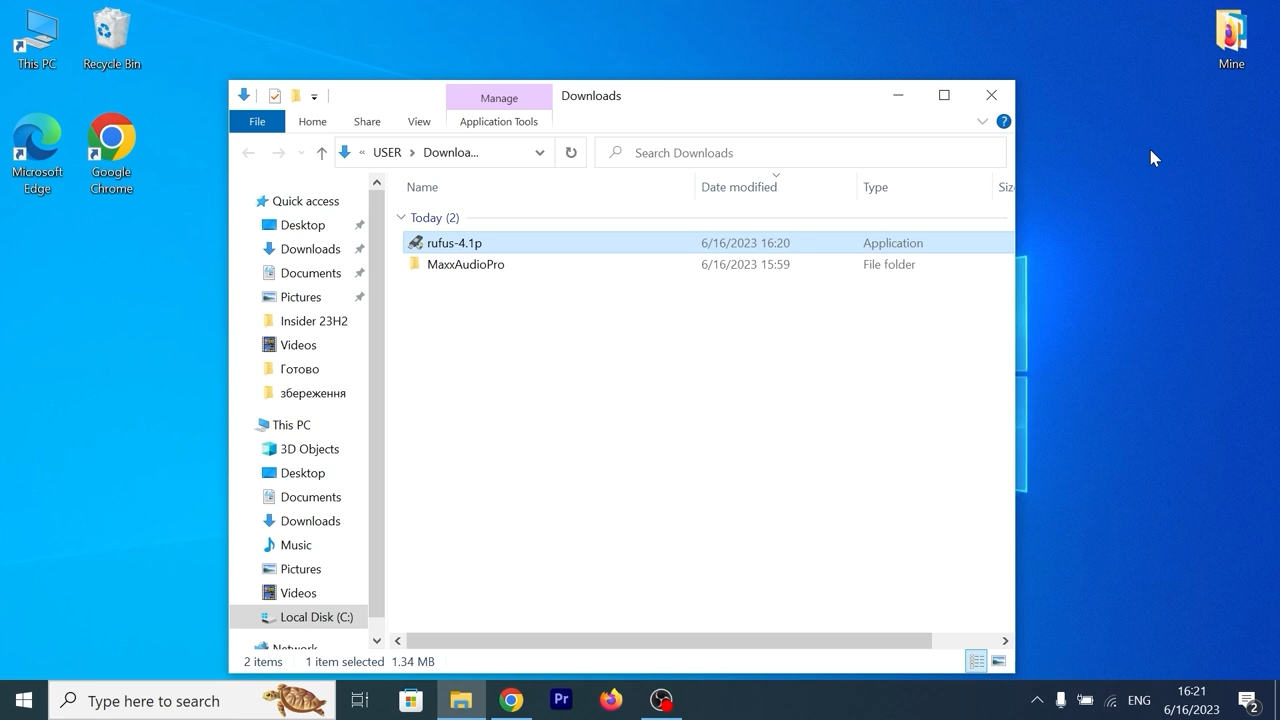 This PC
Recycle Bin
Mine
Microsoft
Edge
Google
Chrome
Manage
Downloads
File
Home
Share
View
Application Tools
?
« USER > Downloa...
Search Downloads
Name
Date modified
Type
Siz
Today (2)
rufus-4.1p 6/16/2023 16:20 Application
MaxxAudioPro 6/16/2023 15:59 File folder
Quick access
Desktop
Downloads
Documents
Pictures
Insider 23H2
Videos
Готово
збереження
This PC
3D Objects
Desktop
Documents
Downloads
Music
Pictures
Videos
Local Disk (C:)
Network
2 items 1 item selected 1.34 MB
Type here to search
Pr
ENG
16:21
6/16/2023
2